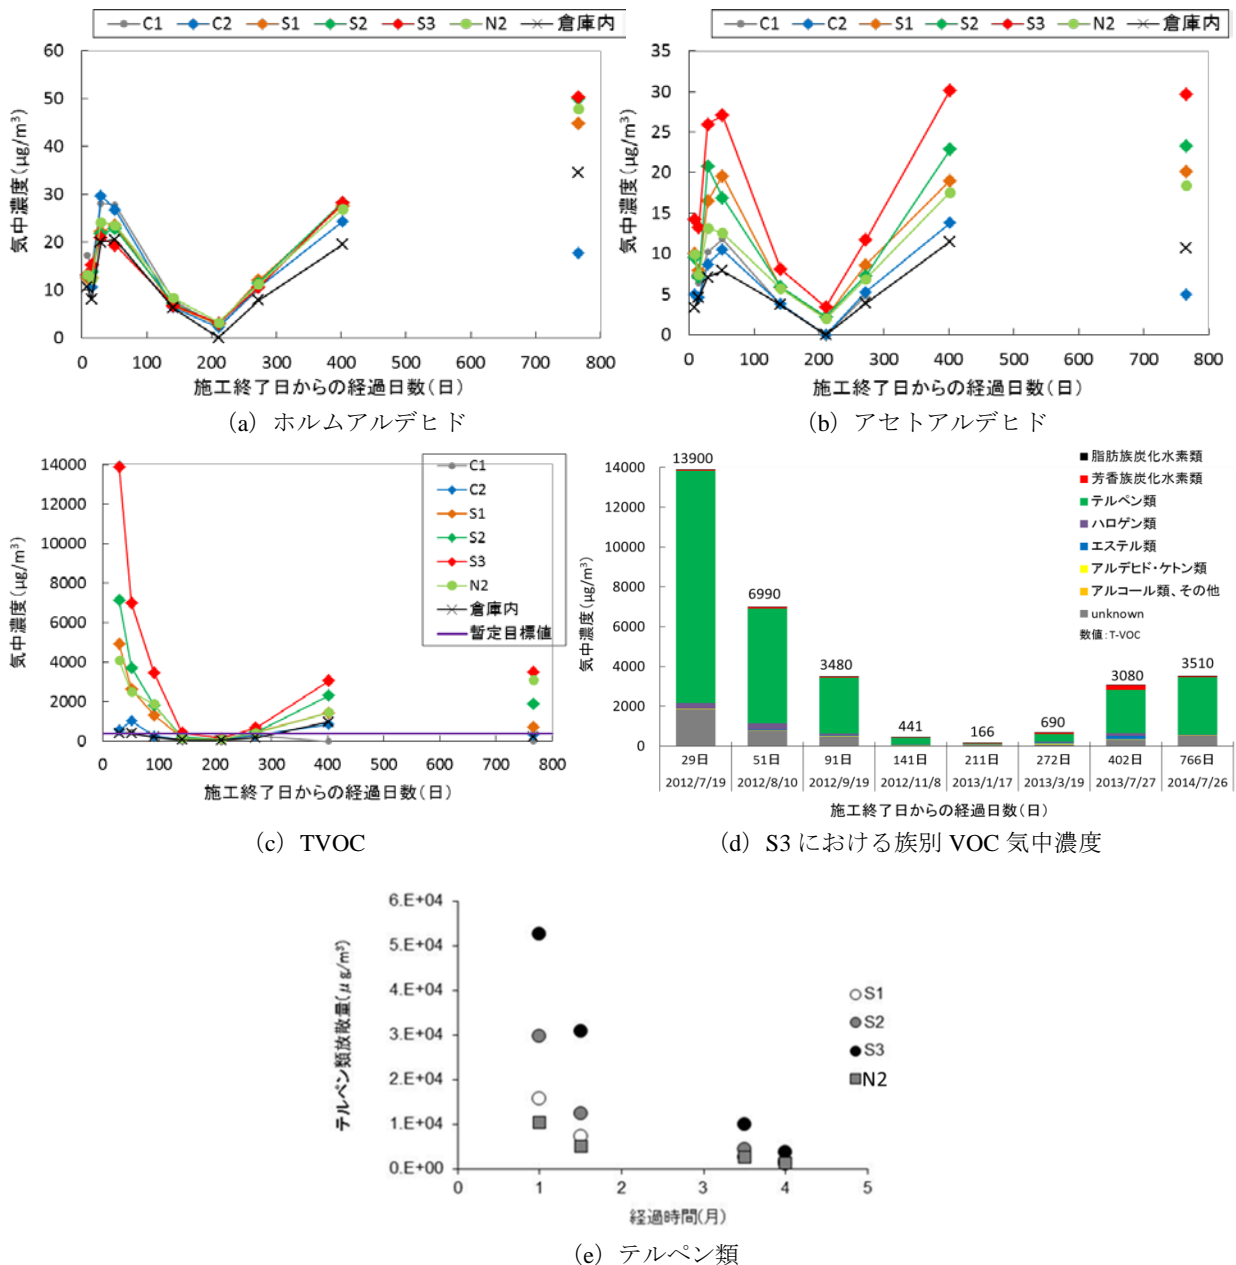 C1 C2 S1 S2 S3 N2 倉庫内
60
50
40
30
20
10
0
気中濃度(μg/m³)
0 100 200 300 400 500 600 700 800
施工終了日からの経過日数(日)
(a) ホルムアルデヒド
C1 C2 S1 S2 S3 N2 倉庫内
35
30
25
20
15
10
5
0
気中濃度(μg/m³)
0 100 200 300 400 500 600 700 800
施工終了日からの経過日数(日)
(b) アセトアルデヒド
14000
12000
10000
8000
6000
4000
2000
0
気中濃度(μg/m³)
C1
C2
S1
S2
S3
N2
倉庫内
暫定目標値
0 100 200 300 400 500 600 700 800
施工終了日からの経過日数(日)
(c) TVOC
14000
12000
10000
8000
6000
4000
2000
0
気中濃度(μg/m³)
13900
6990
3480
441
166
690
3080
3510
脂肪族炭化水素類
芳香族炭化水素類
テルペン類
ハロゲン類
エステル類
アルデヒド・ケトン類
アルコール類、その他
unknown
数値:T-VOC
29日 51日 91日 141日 211日 272日 402日 766日
2012/7/19 2012/8/10 2012/9/19 2012/11/8 2013/1/17 2013/3/19 2013/7/27 2014/7/26
施工終了日からの経過日数(日)
(d) S3 における族別 VOC 気中濃度
6.E+04
5.E+04
4.E+04
3.E+04
2.E+04
1.E+04
0.E+00
テルペン類放散量(μg/m³)
S1
S2
S3
N2
0 1 2 3 4 5
経過時間(月)
(e) テルペン類